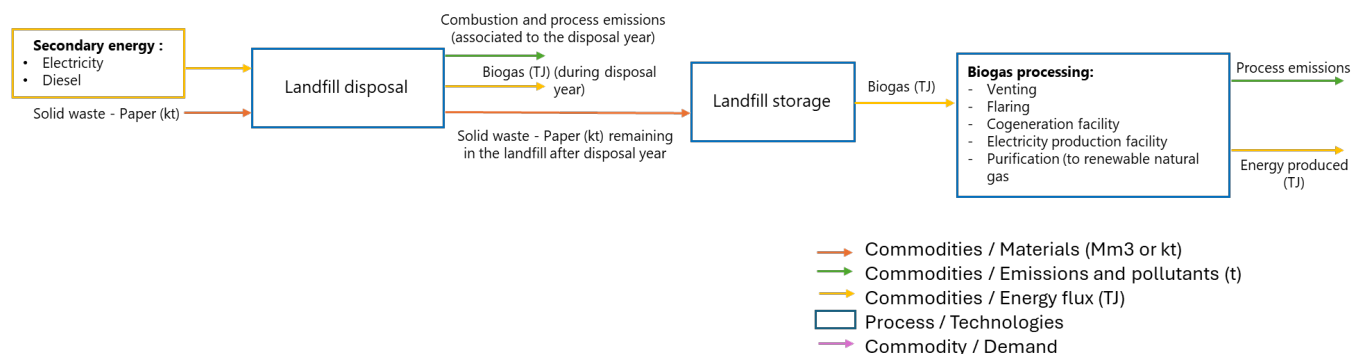 Secondary energy :
• Electricity
• Diesel
Solid waste - Paper (kt)
Landfill disposal
Combustion and process emissions
(associated to the disposal year)
Biogas (TJ) (during disposal
year)
Solid waste - Paper (kt) remaining
in the landfill after disposal year
Landfill storage
Biogas (TJ)
Biogas processing:
- Venting
- Flaring
- Cogeneration facility
- Electricity production facility
- Purification (to renewable natural
gas
Process emissions
Energy produced
(TJ)
Commodities / Materials (Mm3 or kt)
Commodities / Emissions and pollutants (t)
Commodities / Energy flux (TJ)
Process / Technologies
Commodity / Demand